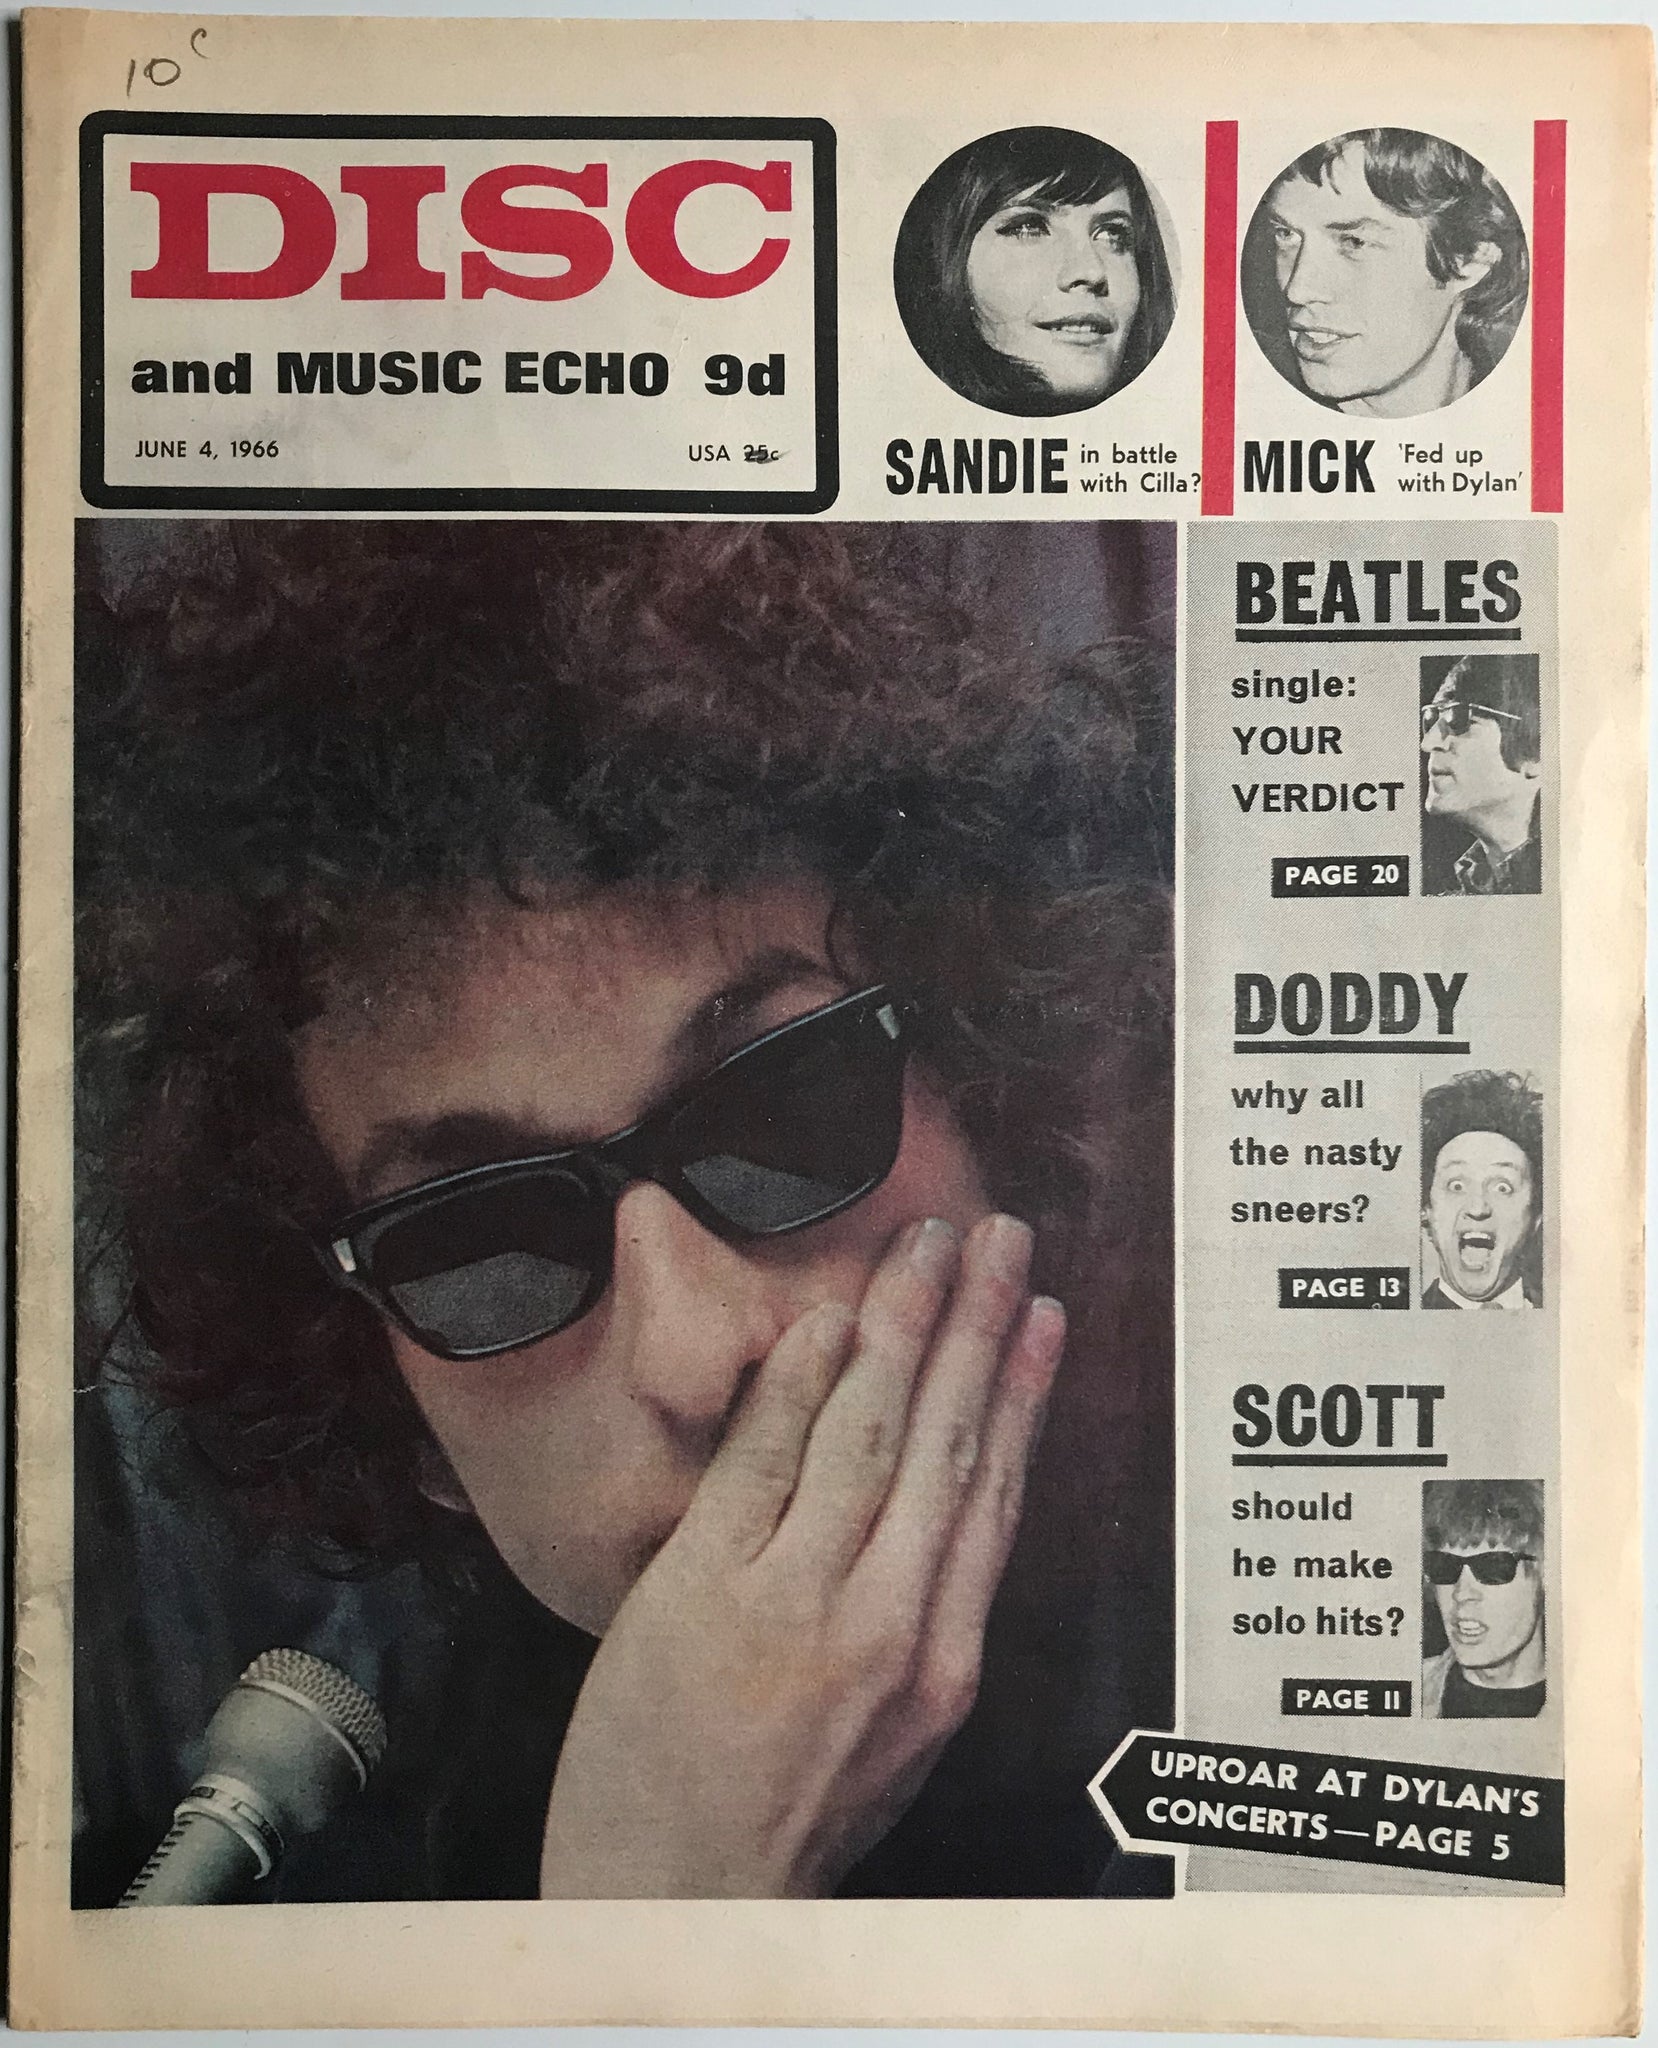 10c
DISC
and MUSIC ECHO 9d
JUNE 4, 1966 USA 25c
SANDIE in battle
with Cilla?
MICK 'Fed up
with Dylan'
BEATLES
single:
YOUR
VERDICT
PAGE 20
DODDY
why all
the nasty
sneers?
PAGE 13
SCOTT
should
he make
solo hits?
PAGE 11
UPROAR AT DYLAN'S
CONCERTS—PAGE 5